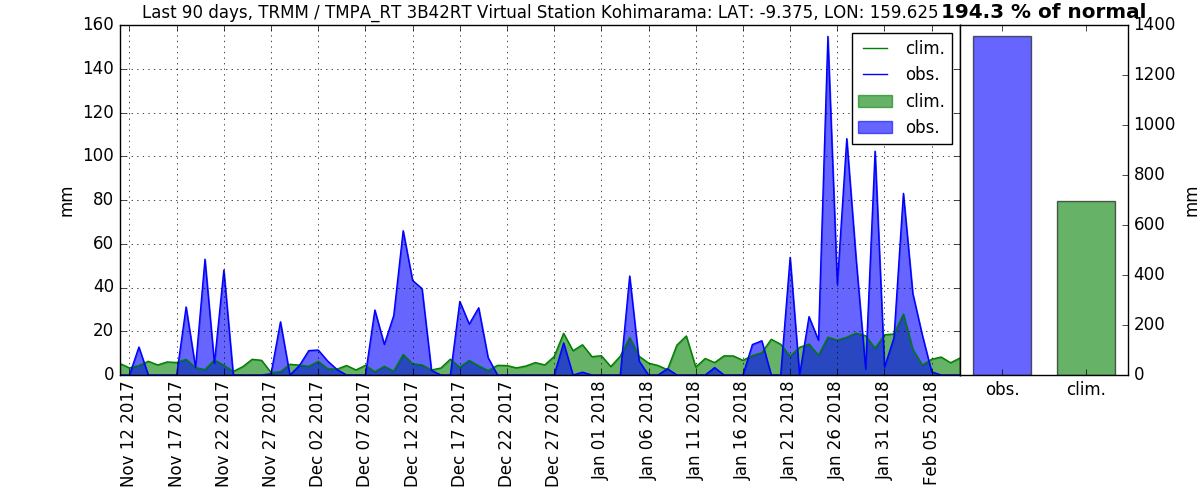 Last 90 days, TRMM / TMPA_RT 3B42RT Virtual Station Kohimarama: LAT: -9.375, LON: 159.625 194.3 % of normal
160
140
120
100
80
60
40
20
0
mm
clim.
obs.
clim.
obs.
1400
1200
1000
800
600
400
200
0
mm
Nov 12 2017
Nov 17 2017
Nov 22 2017
Nov 27 2017
Dec 02 2017
Dec 07 2017
Dec 12 2017
Dec 17 2017
Dec 22 2017
Dec 27 2017
Jan 01 2018
Jan 06 2018
Jan 11 2018
Jan 16 2018
Jan 21 2018
Jan 26 2018
Jan 31 2018
Feb 05 2018
obs.
clim.